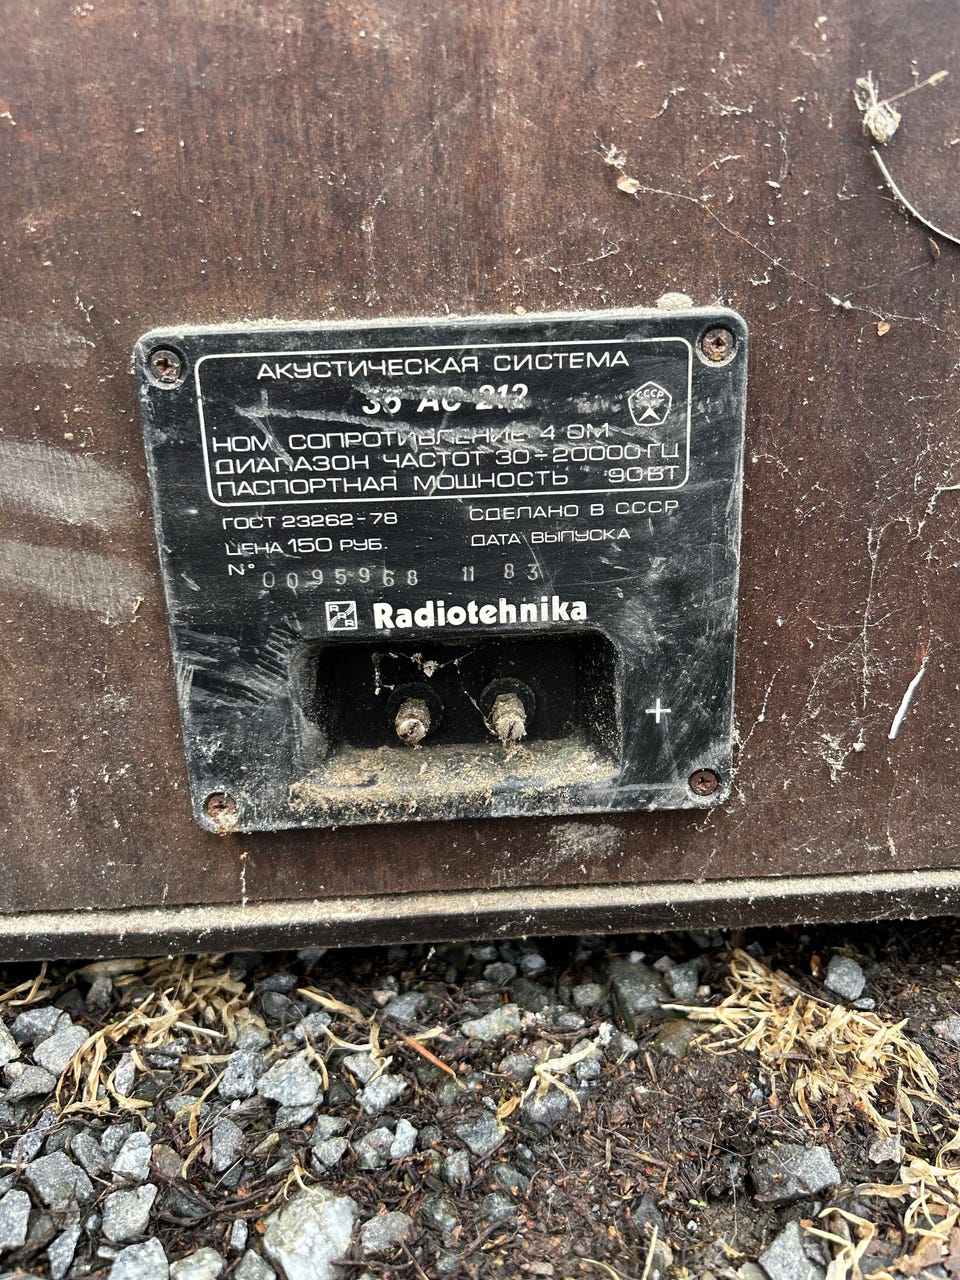 АКУСТИЧЕСКАЯ СИСТЕМА
35 АС-212
СССР
НОМ. СОПРОТИВЛЕНИЕ 4 ОМ
ДИАПАЗОН ЧАСТОТ 30-20000 ГЦ
ПАСПОРТНАЯ МОЩНОСТЬ 90 ВТ
ГОСТ 23262-78 СДЕЛАНО В СССР
ЦЕНА 150 РУБ. ДАТА ВЫПУСКА
N° 0095968 11 83
RRR Radiotehnika
+